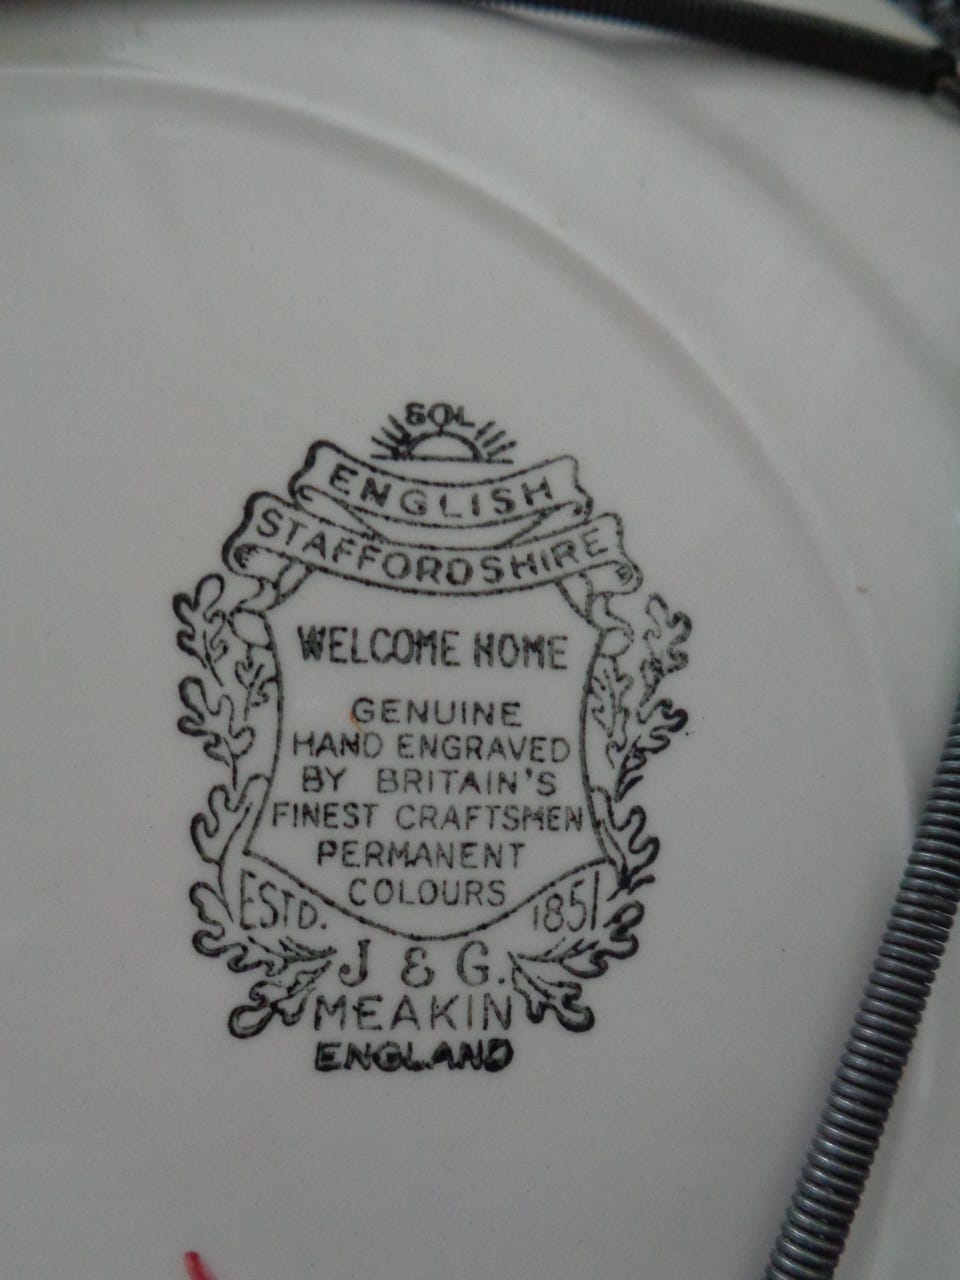 SOL
ENGLISH
STAFFORDSHIRE
WELCOME HOME
GENUINE
HAND ENGRAVED
BY BRITAIN'S
FINEST CRAFTSMEN
PERMANENT
COLOURS
ESTD. 1851
J & G.
MEAKIN
ENGLAND